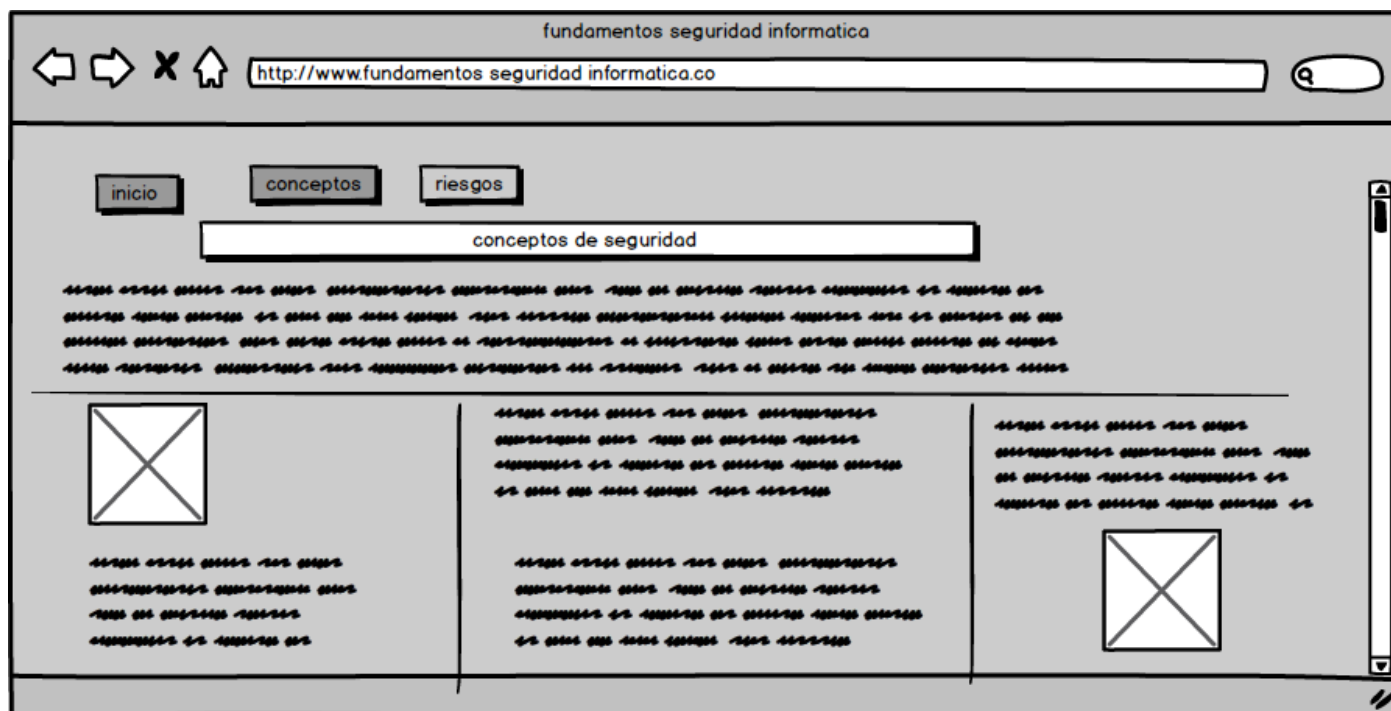 fundamentos seguridad informatica
http://www.fundamentos seguridad informatica.co
inicio
conceptos
riesgos
conceptos de seguridad